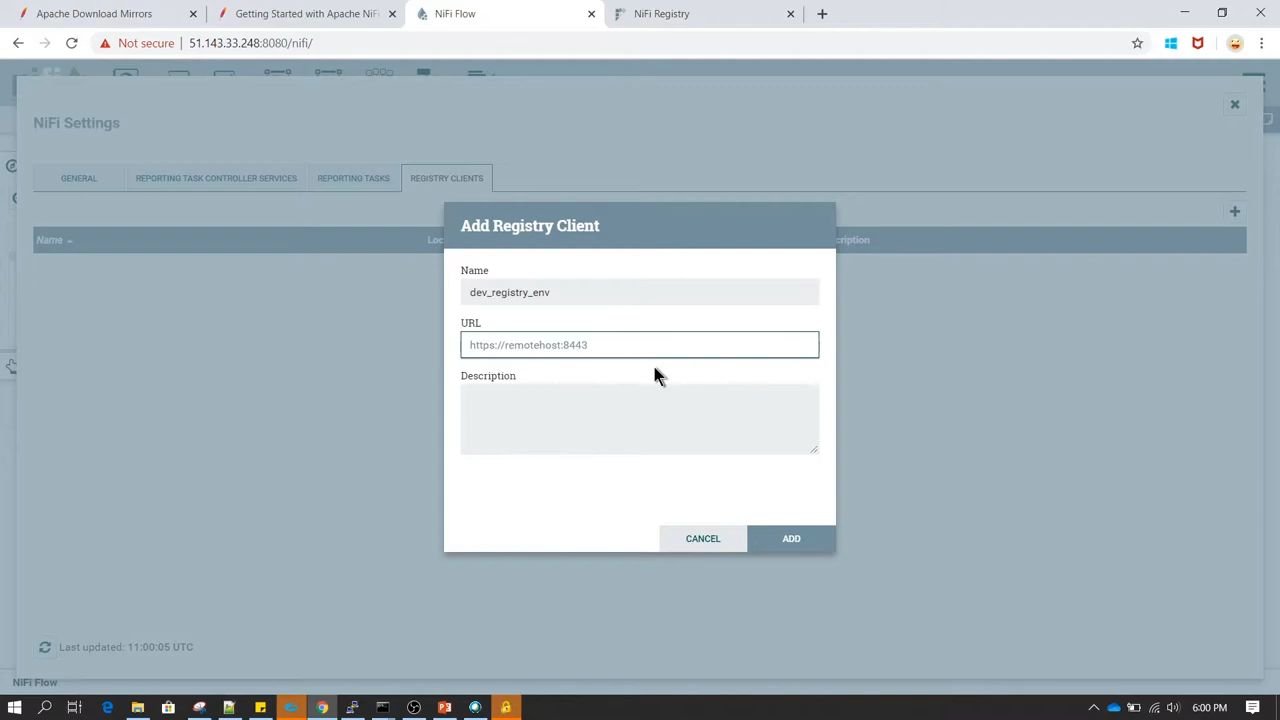 Apache Download Mirrors
Getting Started with Apache NiFi
NiFi Flow
NiFi Registry
Not secure
51.143.33.248:8080/nifi/
NiFi Settings
GENERAL
REPORTING TASK CONTROLLER SERVICES
REPORTING TASKS
REGISTRY CLIENTS
Name
Loc
cription
Add Registry Client
Name
dev_registry_env
URL
https://remotehost:8443
Description
CANCEL
ADD
Last updated: 11:00:05 UTC
NiFi Flow
6:00 PM